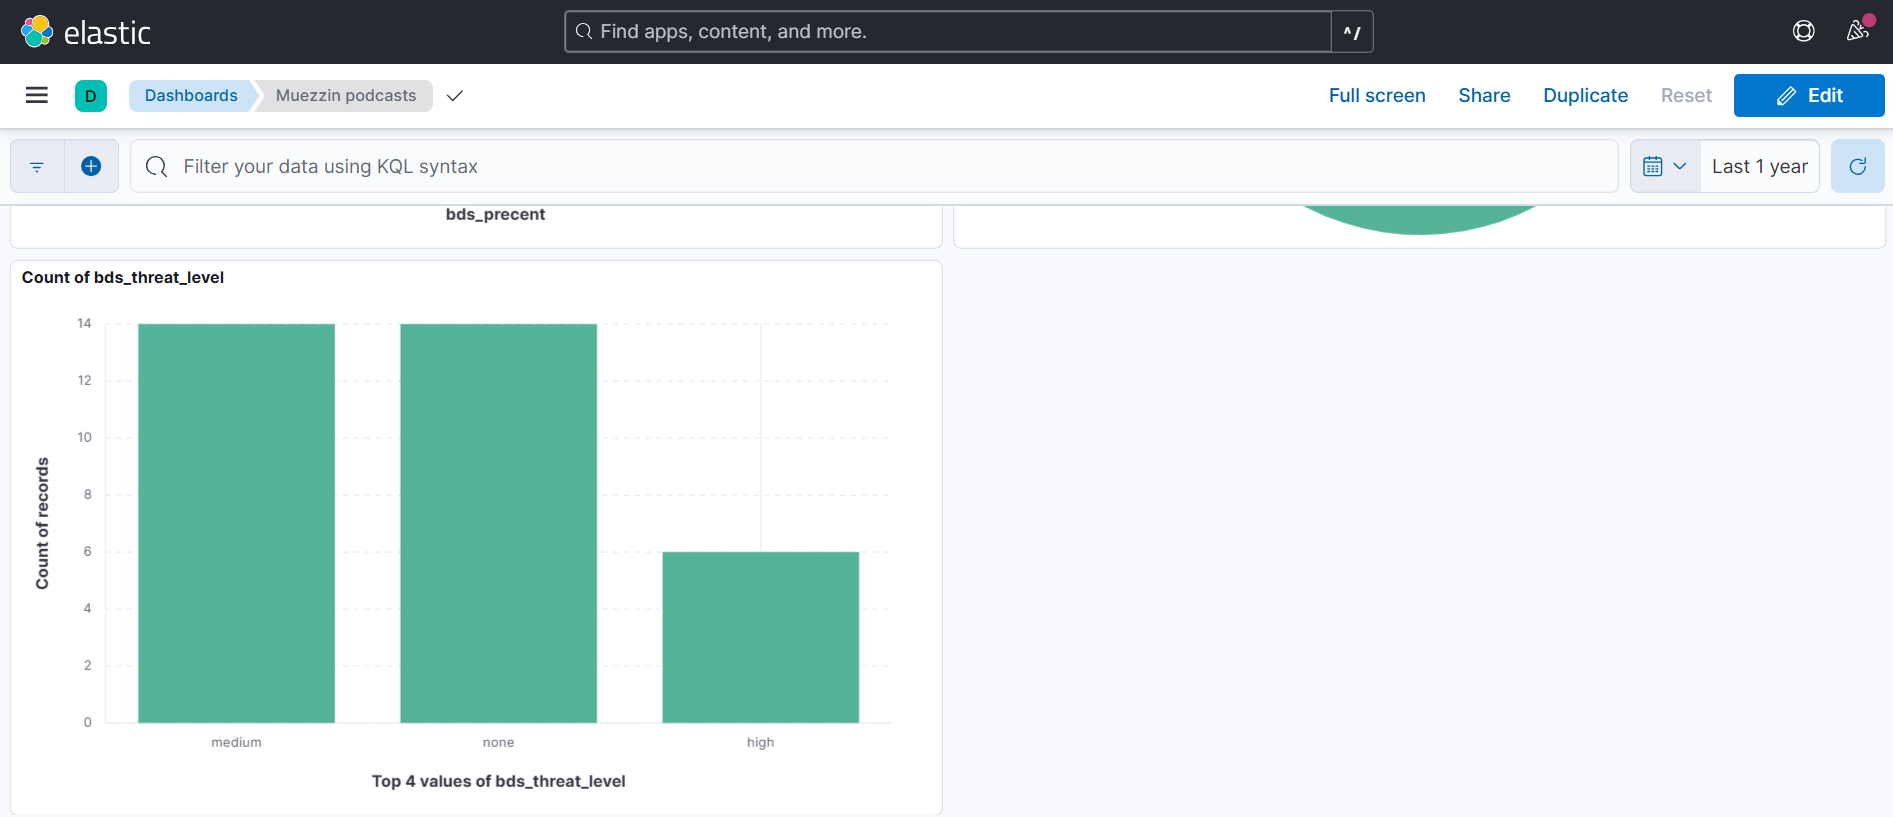 elastic
Find apps, content, and more.
^/
D
Dashboards
Muezzin podcasts
Full screen
Share
Duplicate
Reset
Edit
Filter your data using KQL syntax
Last 1 year
bds_precent
Count of bds_threat_level
14
12
10
8
6
4
2
0
Count of records
medium
none
high
Top 4 values of bds_threat_level